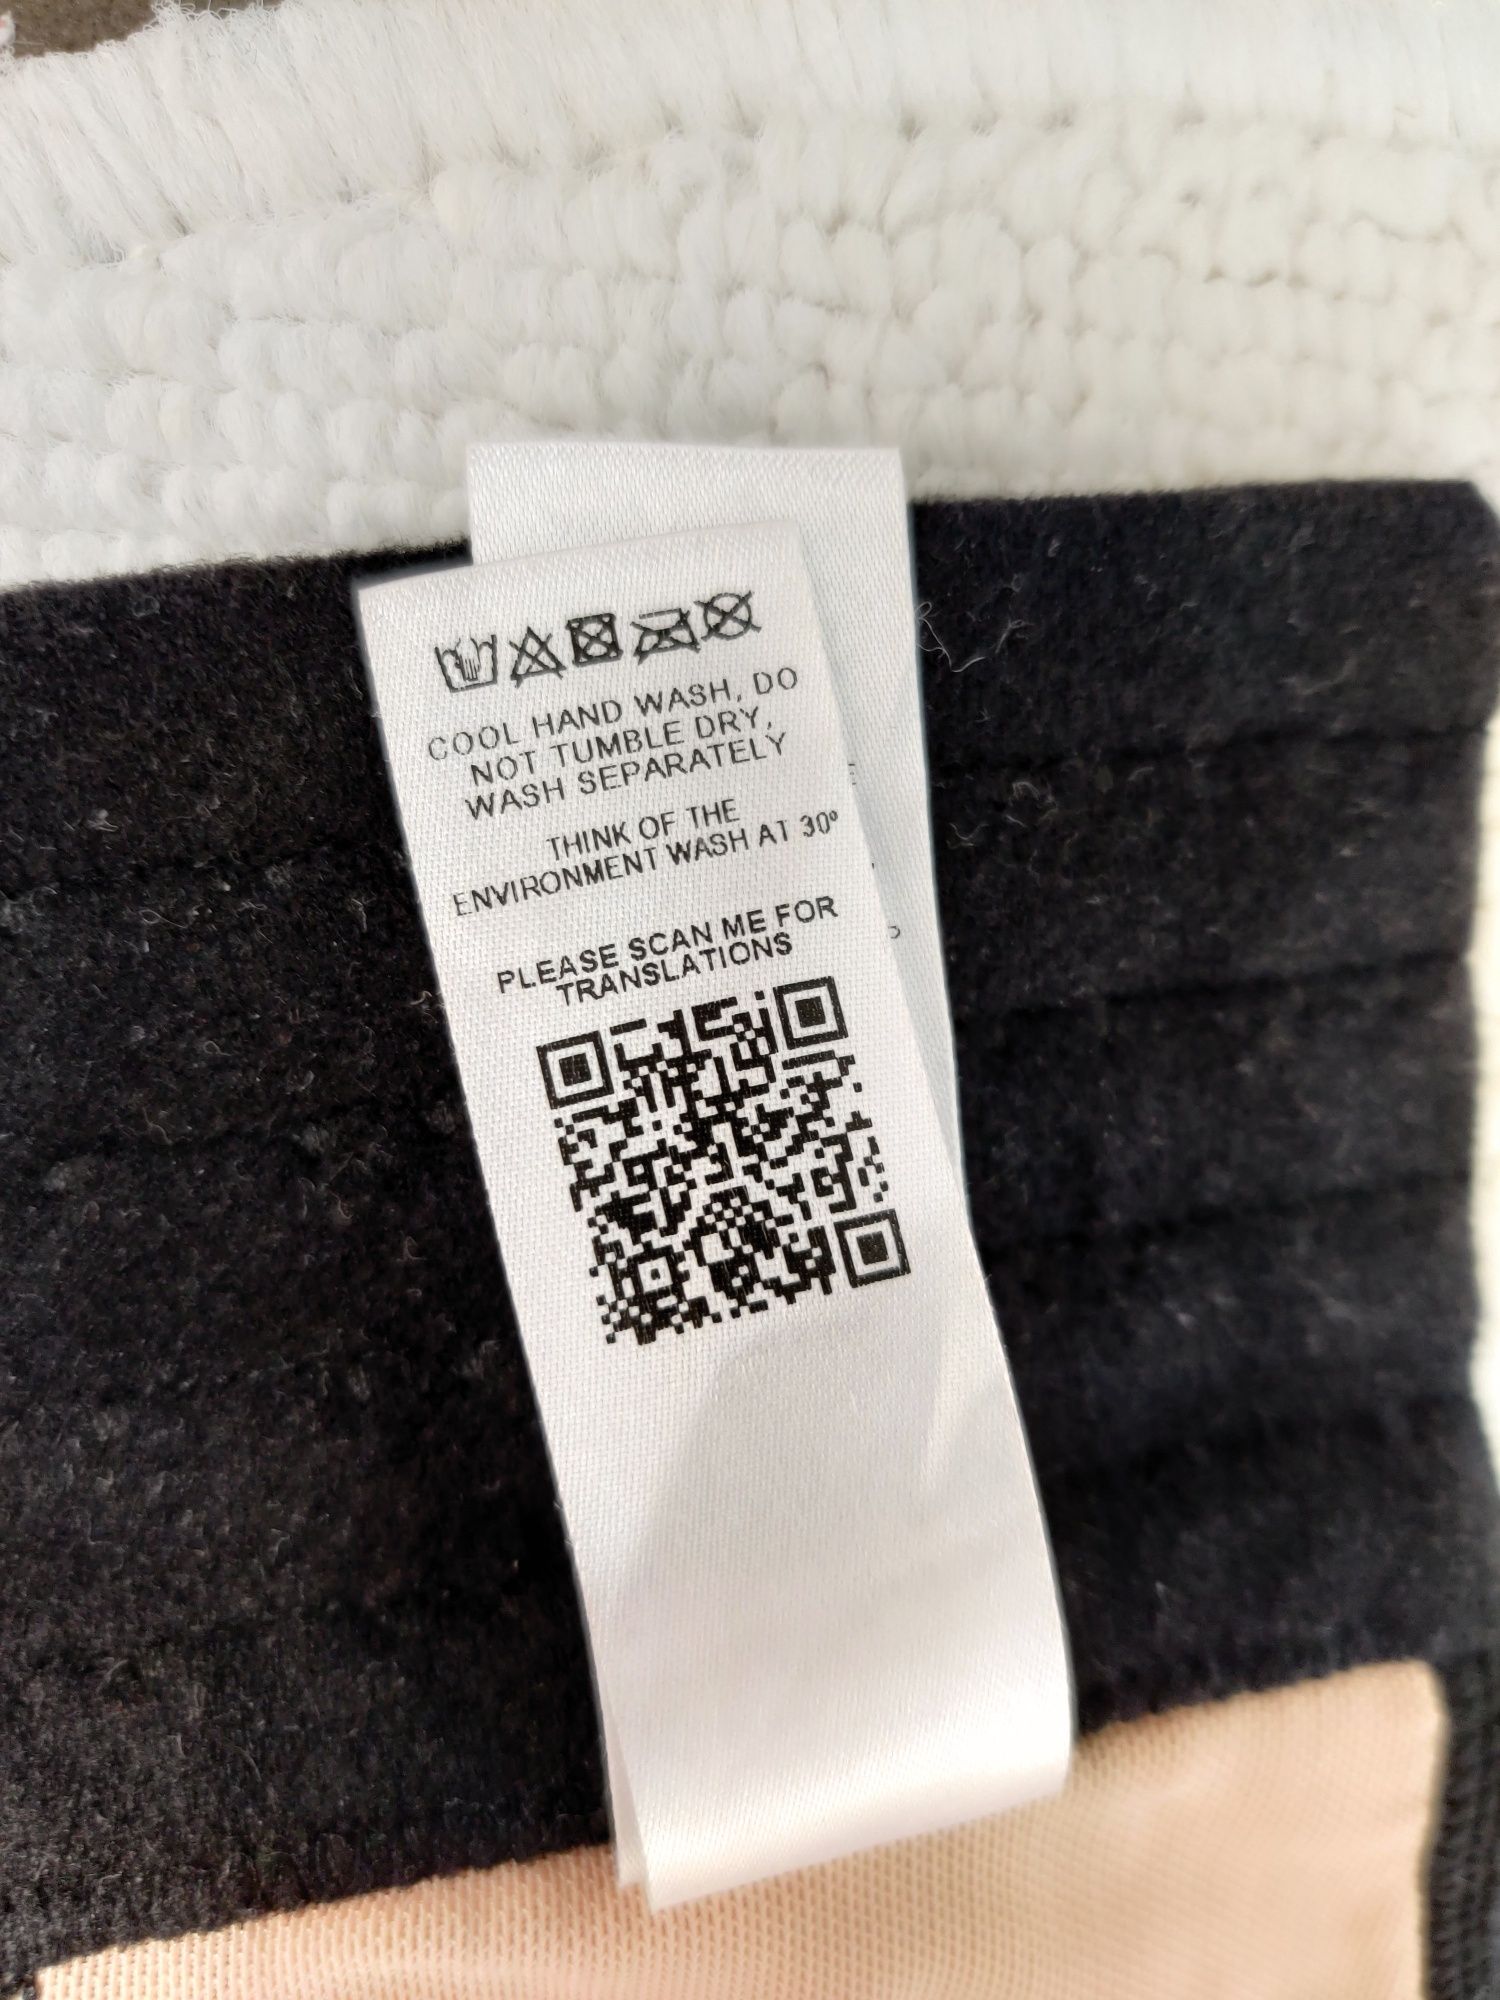 COOL HAND WASH, DO
NOT TUMBLE DRY,
WASH SEPARATELY
THINK OF THE
ENVIRONMENT WASH AT 30º
PLEASE SCAN ME FOR
TRANSLATIONS